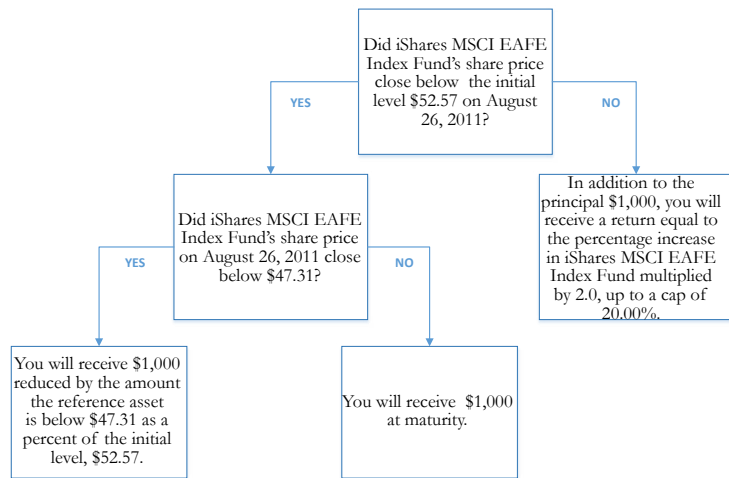 Did iShares MSCI EAFE
Index Fund's share price
close below the initial
level $52.57 on August
26, 2011?
YES
NO
Did iShares MSCI EAFE
Index Fund's share price
on August 26, 2011 close
below $47.31?
In addition to the
principal $1,000, you will
receive a return equal to
the percentage increase
in iShares MSCI EAFE
Index Fund multiplied
by 2.0, up to a cap of
20.00%.
YES
NO
You will receive $1,000
reduced by the amount
the reference asset
is below $47.31 as a
percent of the initial
level, $52.57.
You will receive $1,000
at maturity.